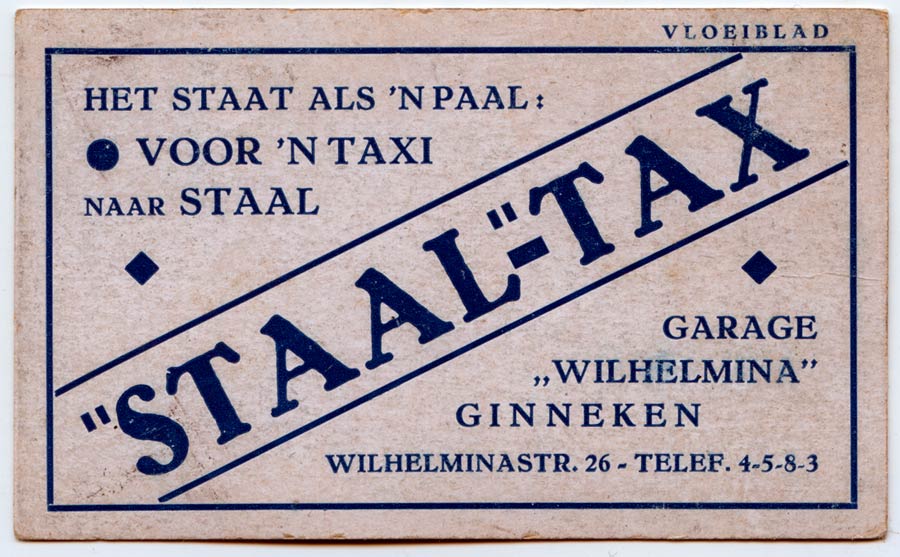 VLOEIBLAD
HET STAAT ALS 'N PAAL:
VOOR 'N TAXI
NAAR STAAL
"STAAL"-TAX
GARAGE
„WILHELMINA”
GINNEKEN
WILHELMINASTR. 26 - TELEF. 4-5-8-3